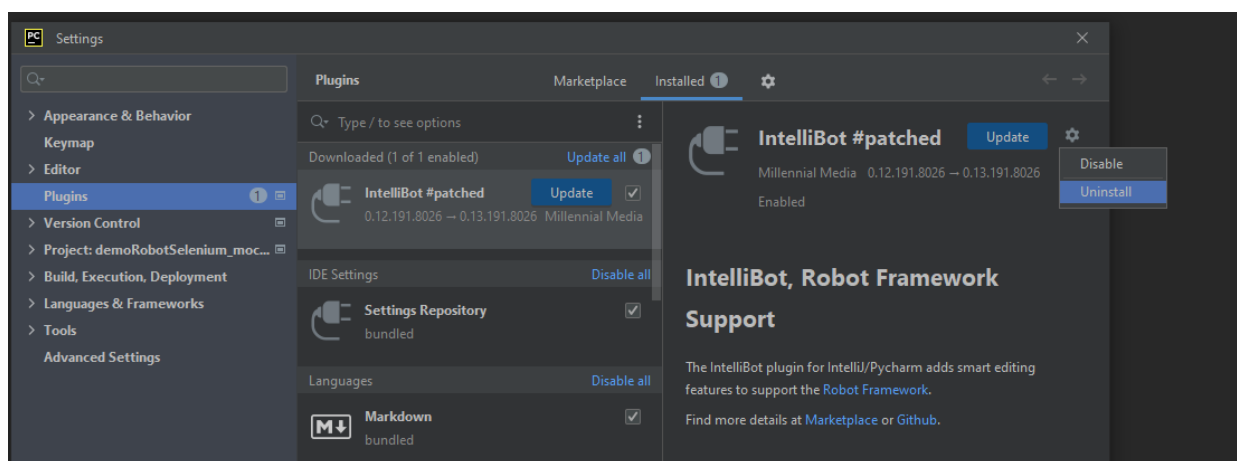 PC Settings
Plugins Marketplace Installed 1
Appearance & Behavior
Keymap
Editor
Plugins 1
Version Control
Project: demoRobotSelenium_moc...
Build, Execution, Deployment
Languages & Frameworks
Tools
Advanced Settings
Type / to see options
Downloaded (1 of 1 enabled) Update all 1
IntelliBot #patched Update
0.12.191.8026 → 0.13.191.8026 Millennial Media
IDE Settings Disable all
Settings Repository
bundled
Languages Disable all
Markdown
bundled
IntelliBot #patched Update
Millennial Media 0.12.191.8026 → 0.13.191.8026
Enabled
Disable
Uninstall
IntelliBot, Robot Framework
Support
The IntelliBot plugin for IntelliJ/Pycharm adds smart editing
features to support the Robot Framework.
Find more details at Marketplace or Github.